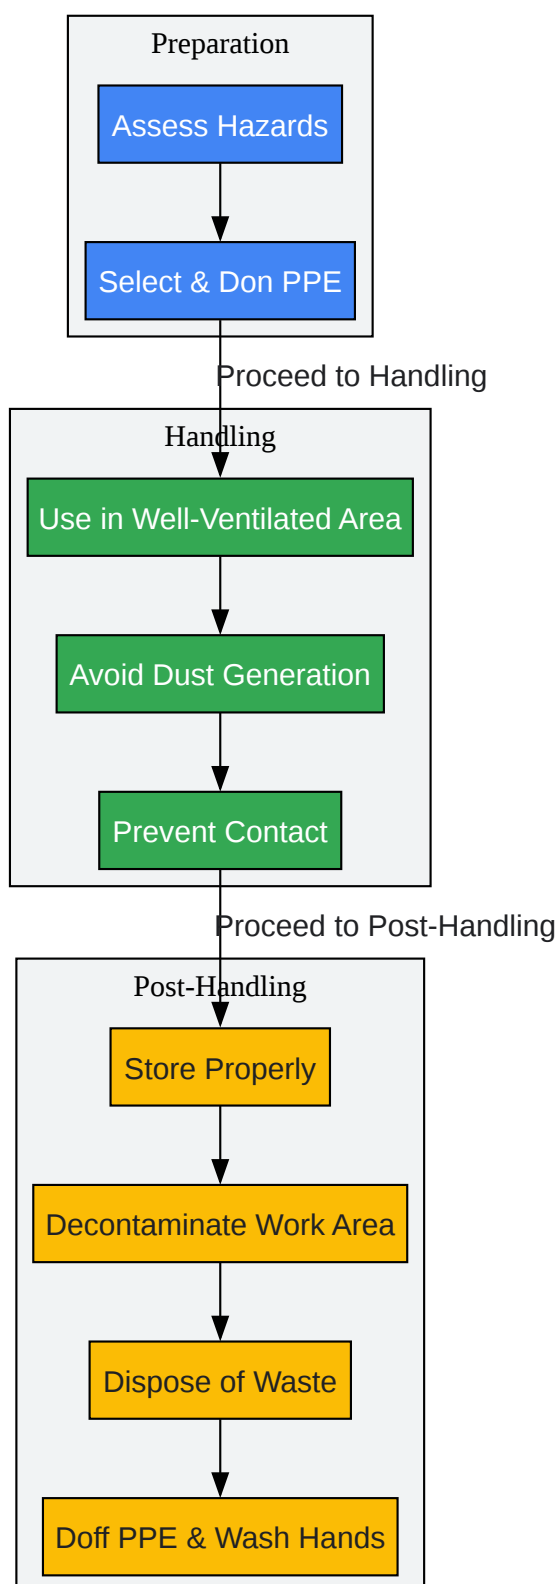 Preparation
Assess Hazards
Select & Don PPE
Proceed to Handling
Handling
Use in Well-Ventilated Area
Avoid Dust Generation
Prevent Contact
Proceed to Post-Handling
Post-Handling
Store Properly
Decontaminate Work Area
Dispose of Waste
Doff PPE & Wash Hands